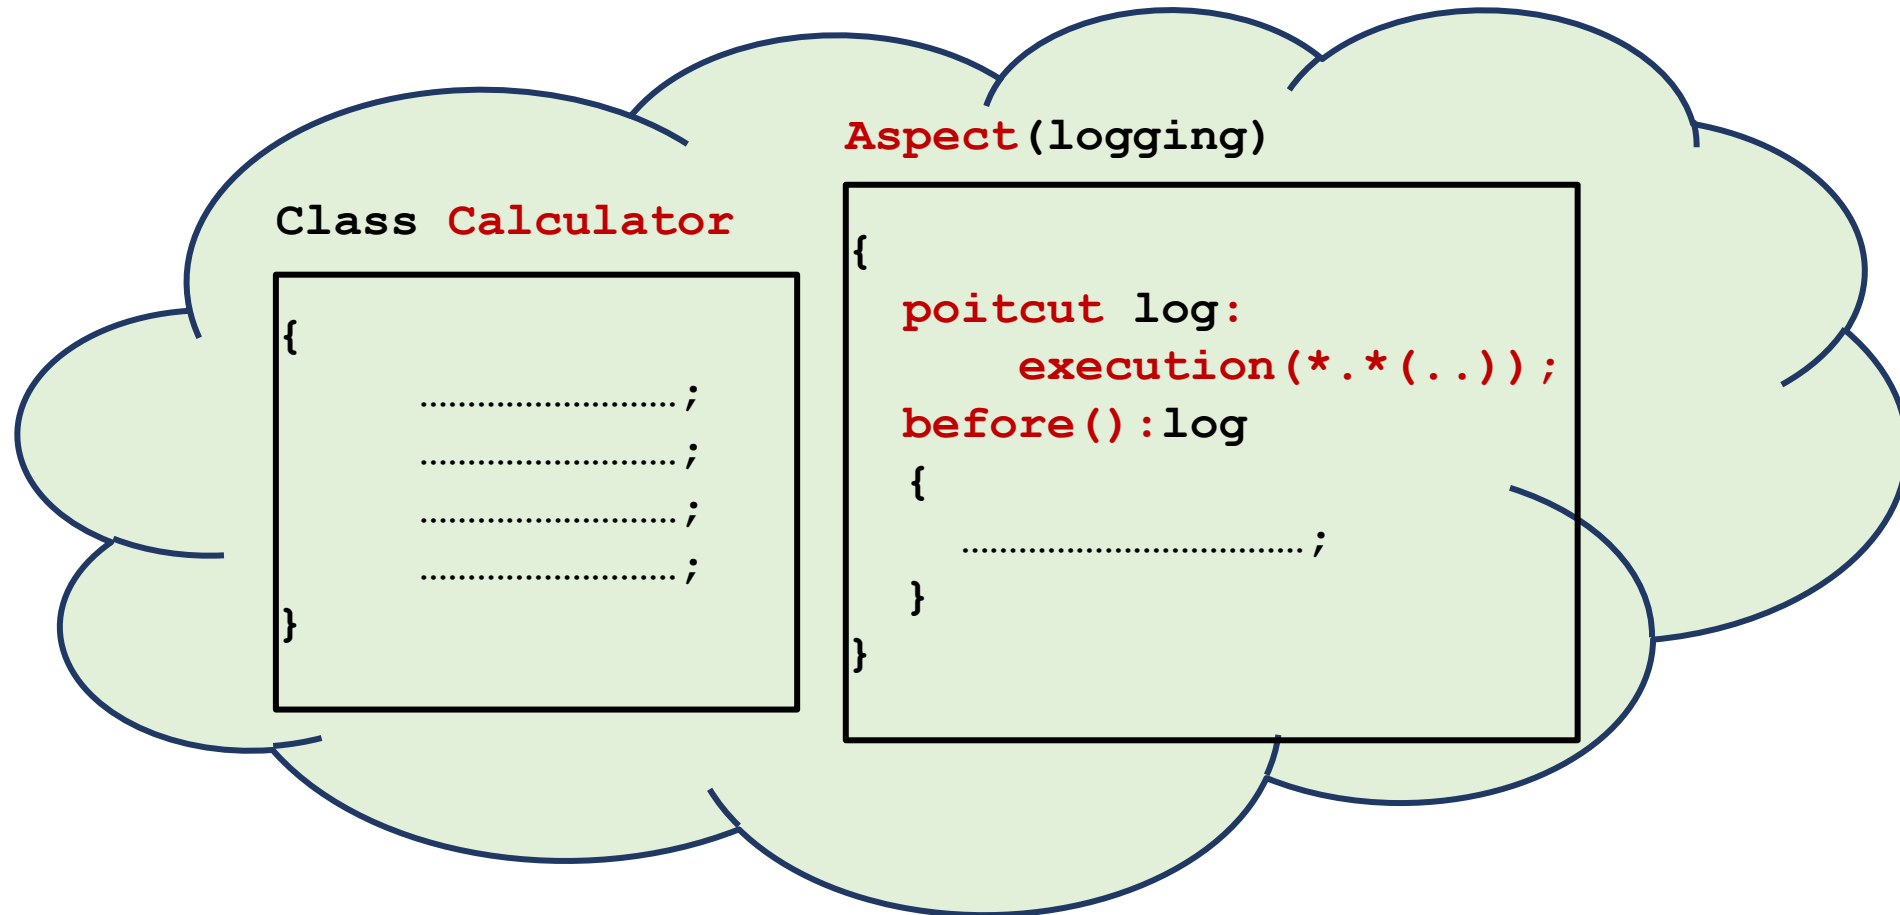 Class Calculator
{
........................;
........................;
........................;
........................;
}
Aspect(logging)
{
poitcut log:
execution(*.*(..));
before():log
{
................................;
}
}